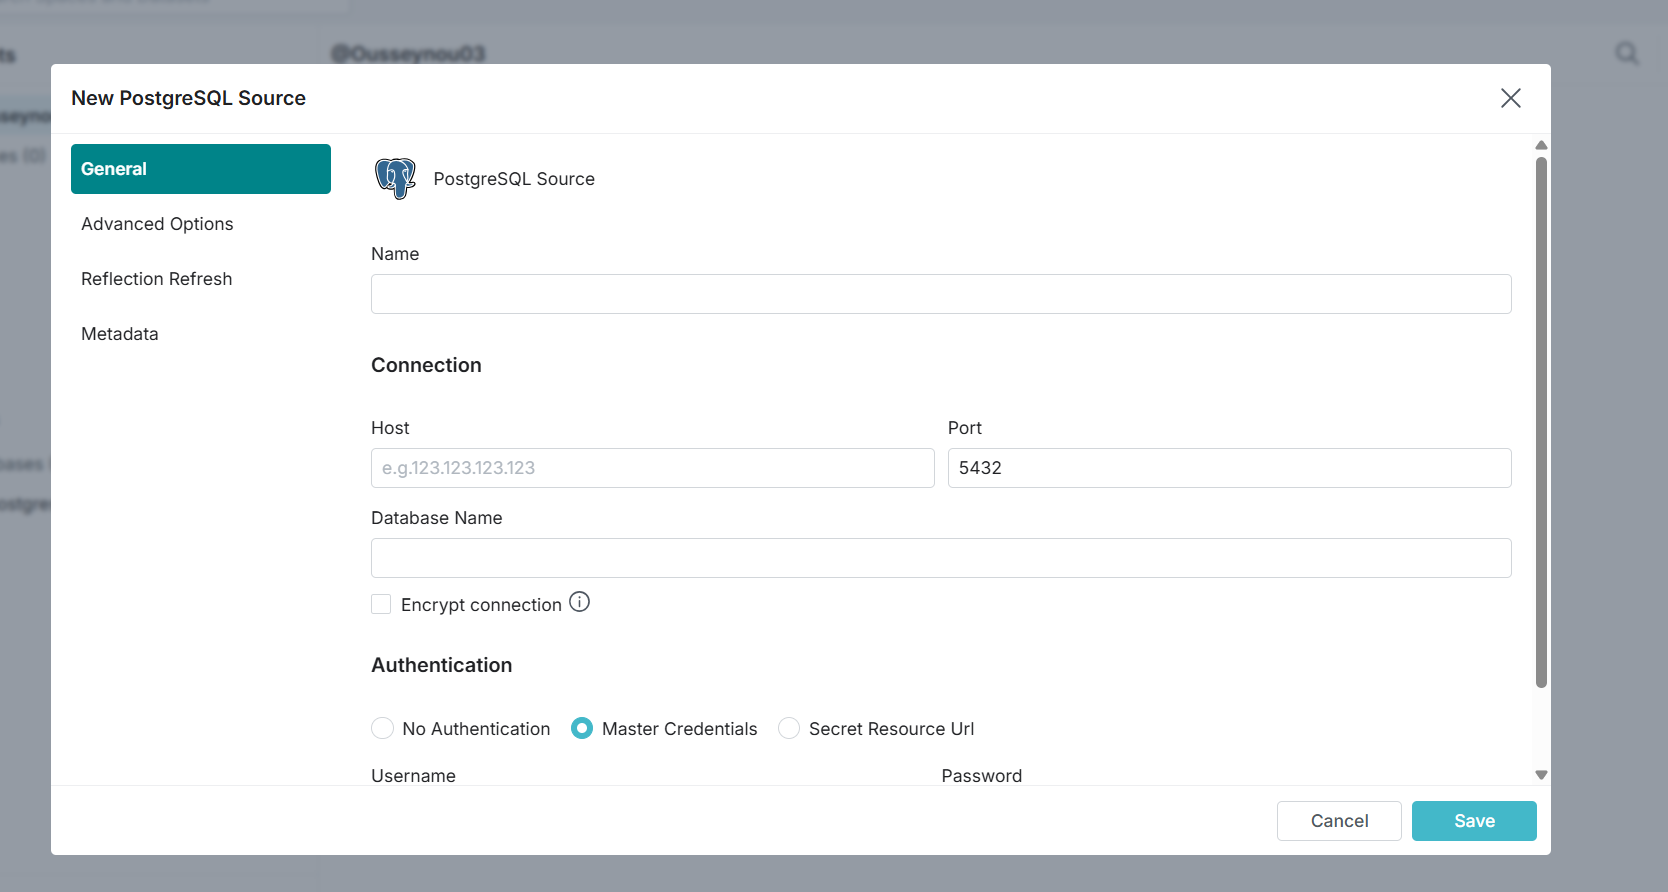 @Ousseynou03
New PostgreSQL Source
General
Advanced Options
Reflection Refresh
Metadata
PostgreSQL Source
Name
Connection
Host
Port
e.g.123.123.123.123
5432
Database Name
Encrypt connection
Authentication
No Authentication
Master Credentials
Secret Resource Url
Username
Password
Cancel
Save